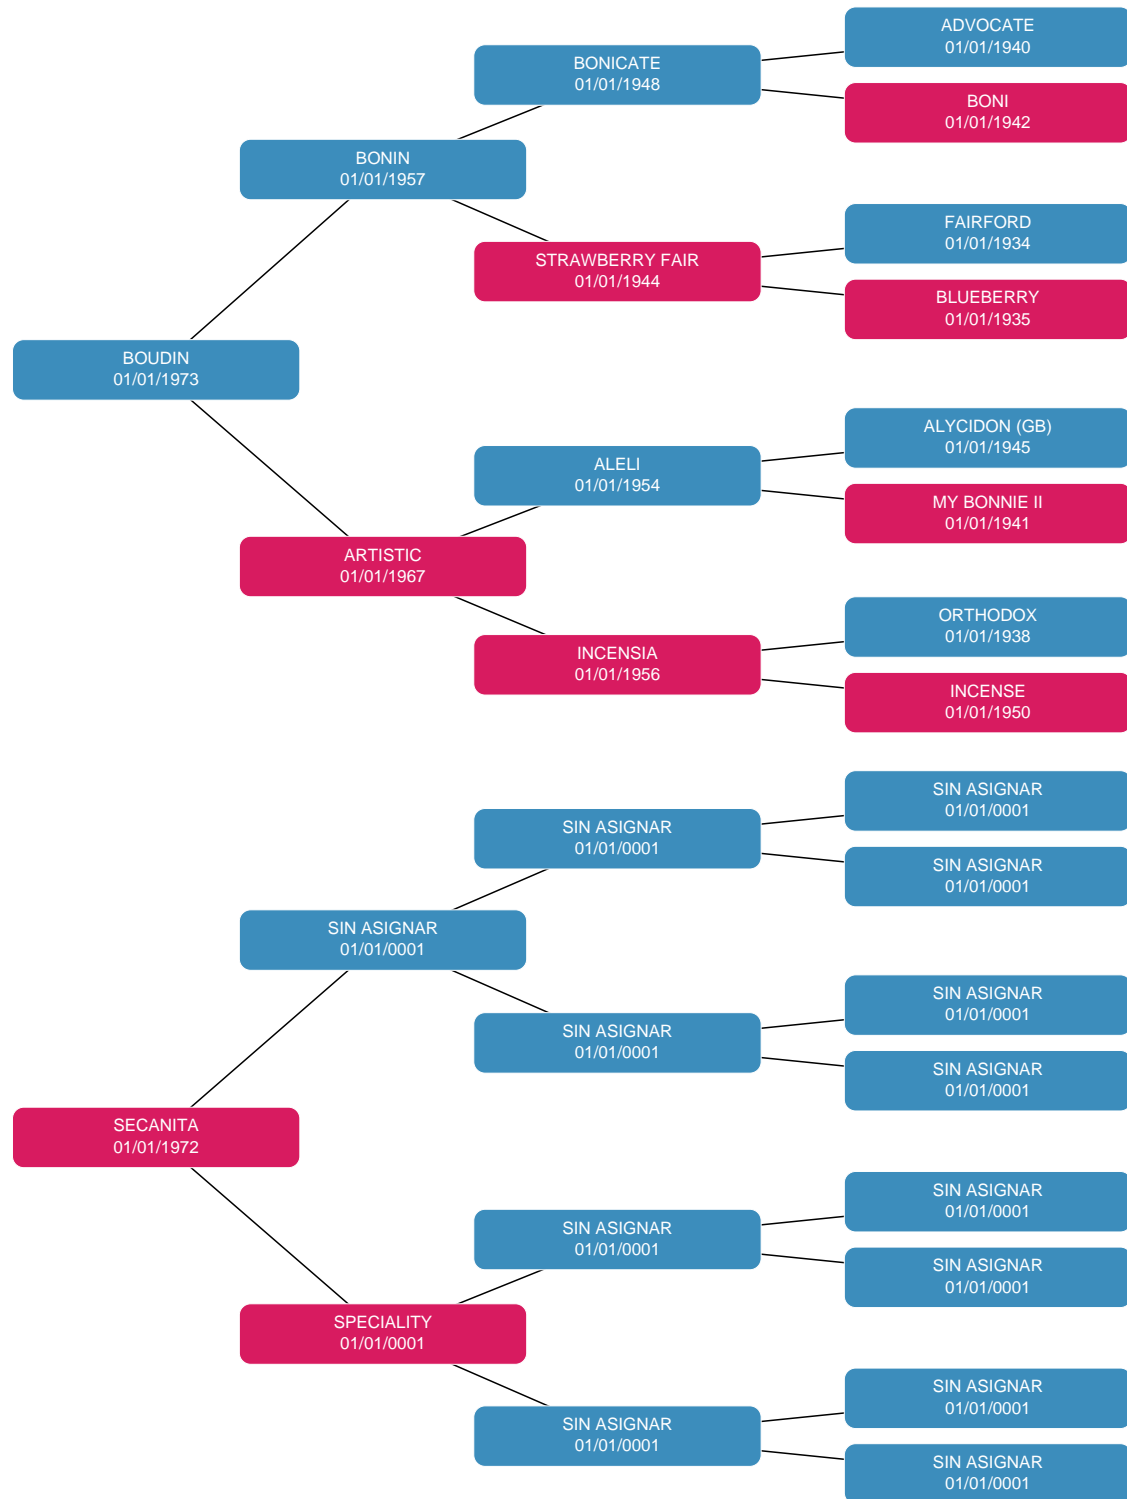 ADVOCATE
01/01/1940
BONICATE
01/01/1948
BONI
01/01/1942
BONIN
01/01/1957
FAIRFORD
01/01/1934
STRAWBERRY FAIR
01/01/1944
BLUEBERRY
01/01/1935
BOUDIN
01/01/1973
ALYCIDON (GB)
01/01/1945
ALELI
01/01/1954
MY BONNIE II
01/01/1941
ARTISTIC
01/01/1967
ORTHODOX
01/01/1938
INCENSIA
01/01/1956
INCENSE
01/01/1950
SIN ASIGNAR
01/01/0001
SIN ASIGNAR
01/01/0001
SIN ASIGNAR
01/01/0001
SIN ASIGNAR
01/01/0001
SIN ASIGNAR
01/01/0001
SIN ASIGNAR
01/01/0001
SIN ASIGNAR
01/01/0001
SECANITA
01/01/1972
SIN ASIGNAR
01/01/0001
SIN ASIGNAR
01/01/0001
SIN ASIGNAR
01/01/0001
SPECIALITY
01/01/0001
SIN ASIGNAR
01/01/0001
SIN ASIGNAR
01/01/0001
SIN ASIGNAR
01/01/0001